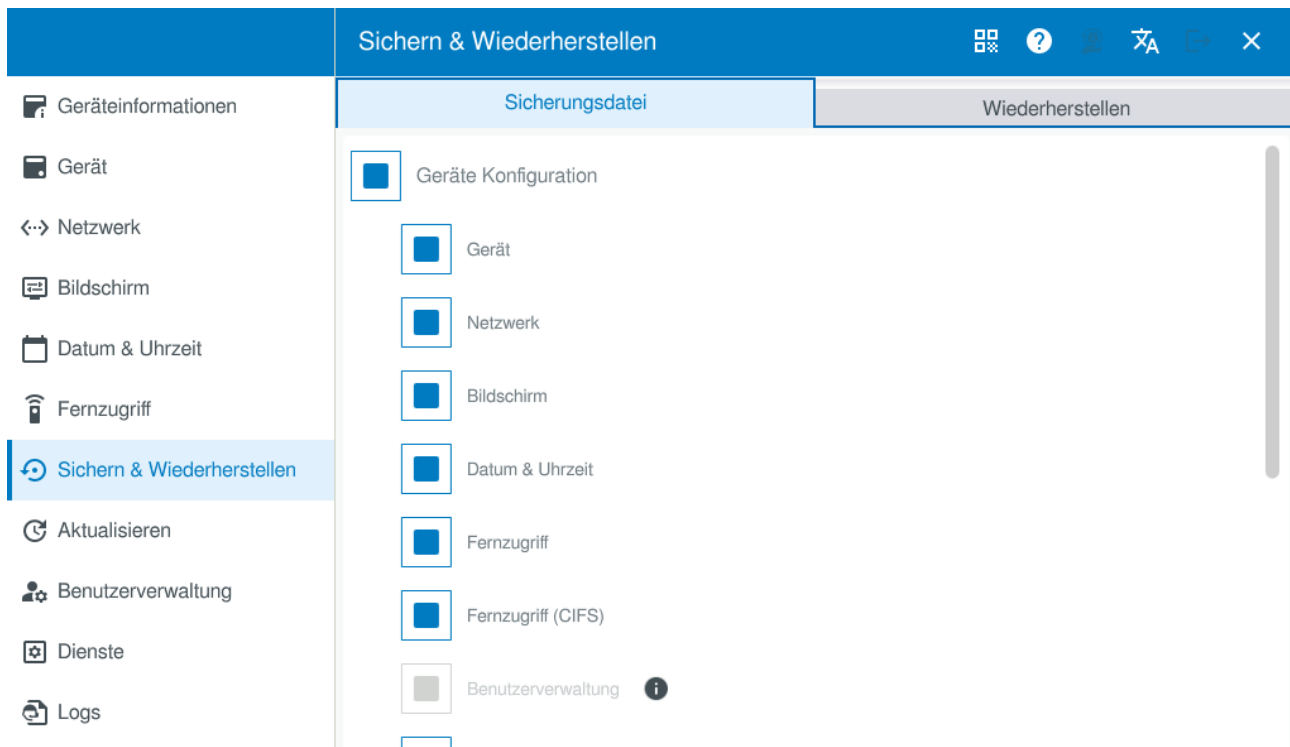 Sichern & Wiederherstellen
Geräteinformationen
Gerät
Netzwerk
Bildschirm
Datum & Uhrzeit
Fernzugriff
Sichern & Wiederherstellen
Aktualisieren
Benutzerverwaltung
Dienste
Logs
Sicherungsdatei
Wiederherstellen
Geräte Konfiguration
Gerät
Netzwerk
Bildschirm
Datum & Uhrzeit
Fernzugriff
Fernzugriff (CIFS)
Benutzerverwaltung